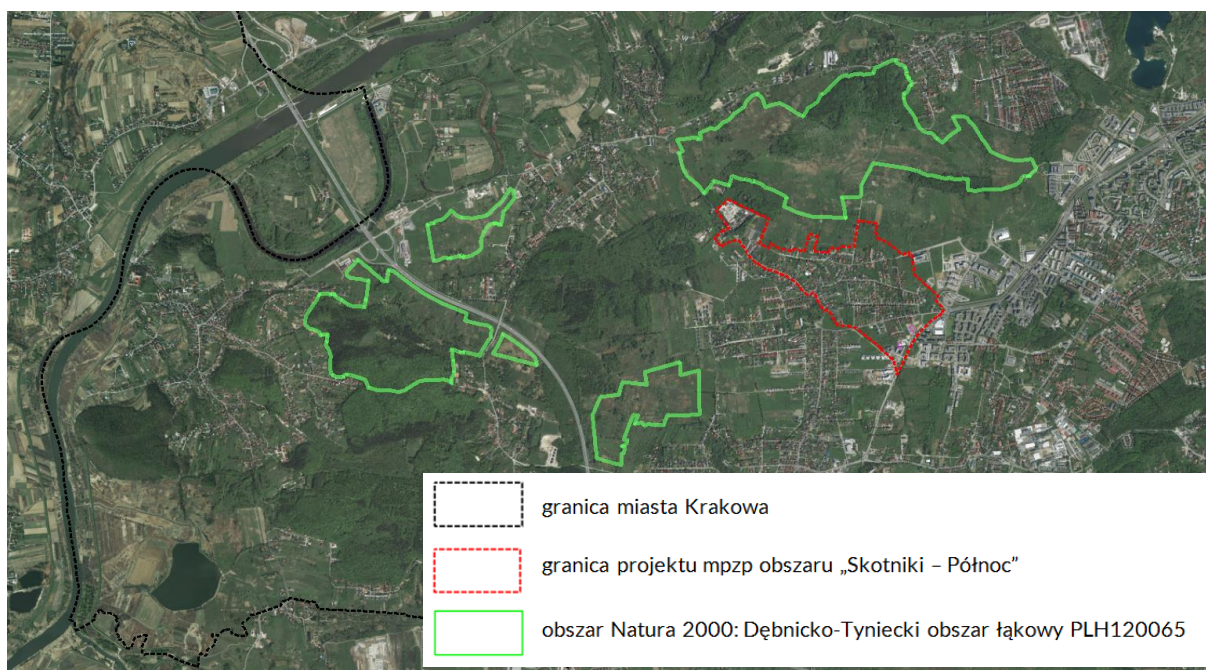 granica miasta Krakowa
granica projektu mpzp obszaru „Skotniki – Północ”
obszar Natura 2000: Dębnicko-Tyniecki obszar łąkowy PLH120065